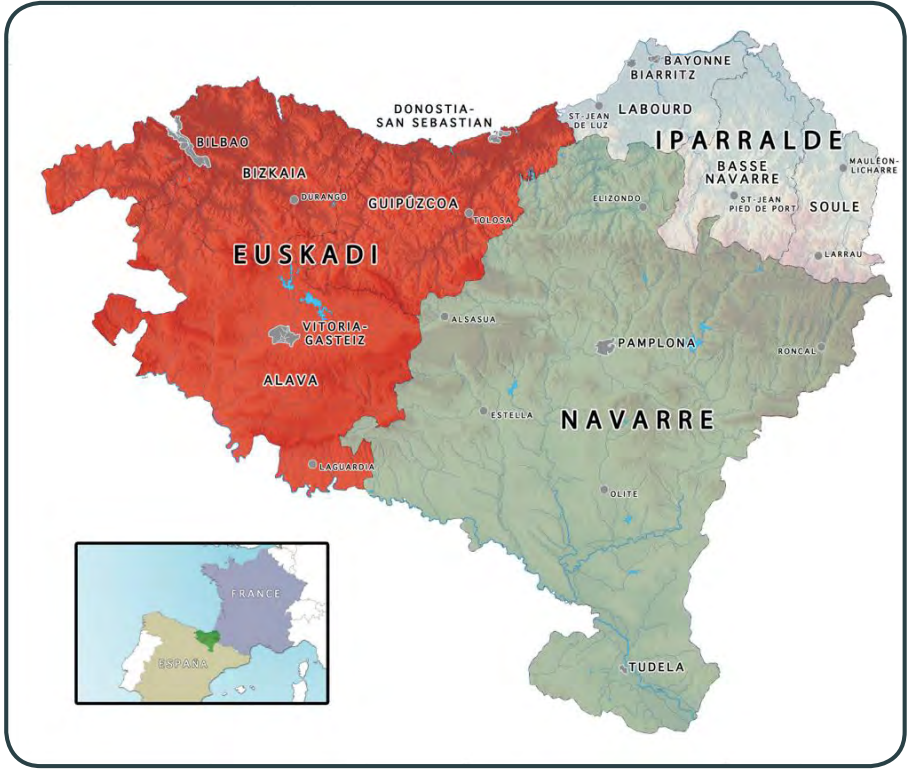 BAYONNE
BIARRITZ
DONOSTIA-
SAN SEBASTIAN
ST-JEAN
DE LUZ
LABOURD
IPARRALDE
BILBAO
BIZKAIA
BASSE
NAVARRE
MAULÉON-
LICHARRE
DURANGO
GUIPÚZCOA
TOLOSA
ELIZONDO
ST-JEAN
PIED DE PORT
SOULE
EUSKADI
LARRAU
VITORIA-
GASTEIZ
ALSASUA
PAMPLONA
RONCAL
ALAVA
ESTELLA
NAVARRE
LAGUARDIA
OLITE
FRANCE
ESPAÑA
TUDELA